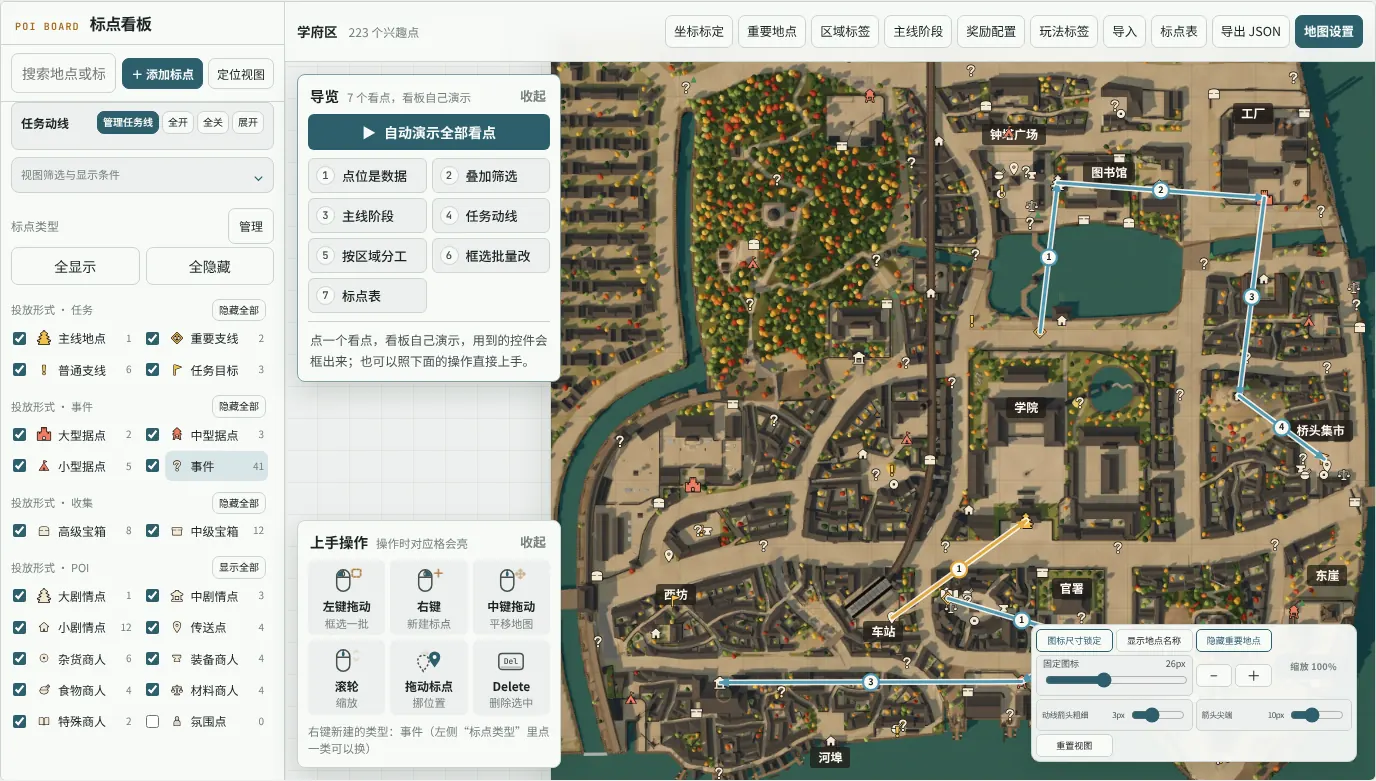 POI BOARD 标点看板
搜索地点或标
+ 添加标点
定位视图
任务动线
管理任务线
全开
全关
展开
视图筛选与显示条件
标点类型
管理
全显示
全隐藏
投放形式 · 任务
隐藏全部
主线地点 1
重要支线 2
普通支线 6
任务目标 3
投放形式 · 事件
隐藏全部
大型据点 2
中型据点 3
小型据点 5
事件 41
投放形式 · 收集
隐藏全部
高级宝箱 8
中级宝箱 12
投放形式 · POI
显示全部
大剧情点 1
中剧情点 3
小剧情点 12
传送点 4
杂货商人 6
装备商人 4
食物商人 4
材料商人 4
特殊商人 2
氛围点 0
学府区 223 个兴趣点
坐标标定
重要地点
区域标签
主线阶段
奖励配置
玩法标签
导入
标点表
导出 JSON
地图设置
导览 7 个看点，看板自己演示 收起
▶ 自动演示全部看点
1 点位是数据
2 叠加筛选
3 主线阶段
4 任务动线
5 按区域分工
6 框选批量改
7 标点表
点一个看点，看板自己演示，用到的控件会
框出来；也可以照下面的操作直接上手。
上手操作 操作时对应格会亮 收起
左键拖动
框选一批
右键
新建标点
中键拖动
平移地图
滚轮
缩放
拖动标点
挪位置
Del
Delete
删除选中
右键新建的类型：事件（左侧“标点类型”里点
一类可以换）
钟楼广场
工厂
图书馆
2
1
3
学院
4
桥头集市
1
西坊
官署
东崖
车站
1
3
河埠
图标尺寸锁定
显示地点名称
隐藏重要地点
固定图标 26px
−
+
缩放 100%
动线箭头粗细 3px
箭头尖端 10px
重置视图